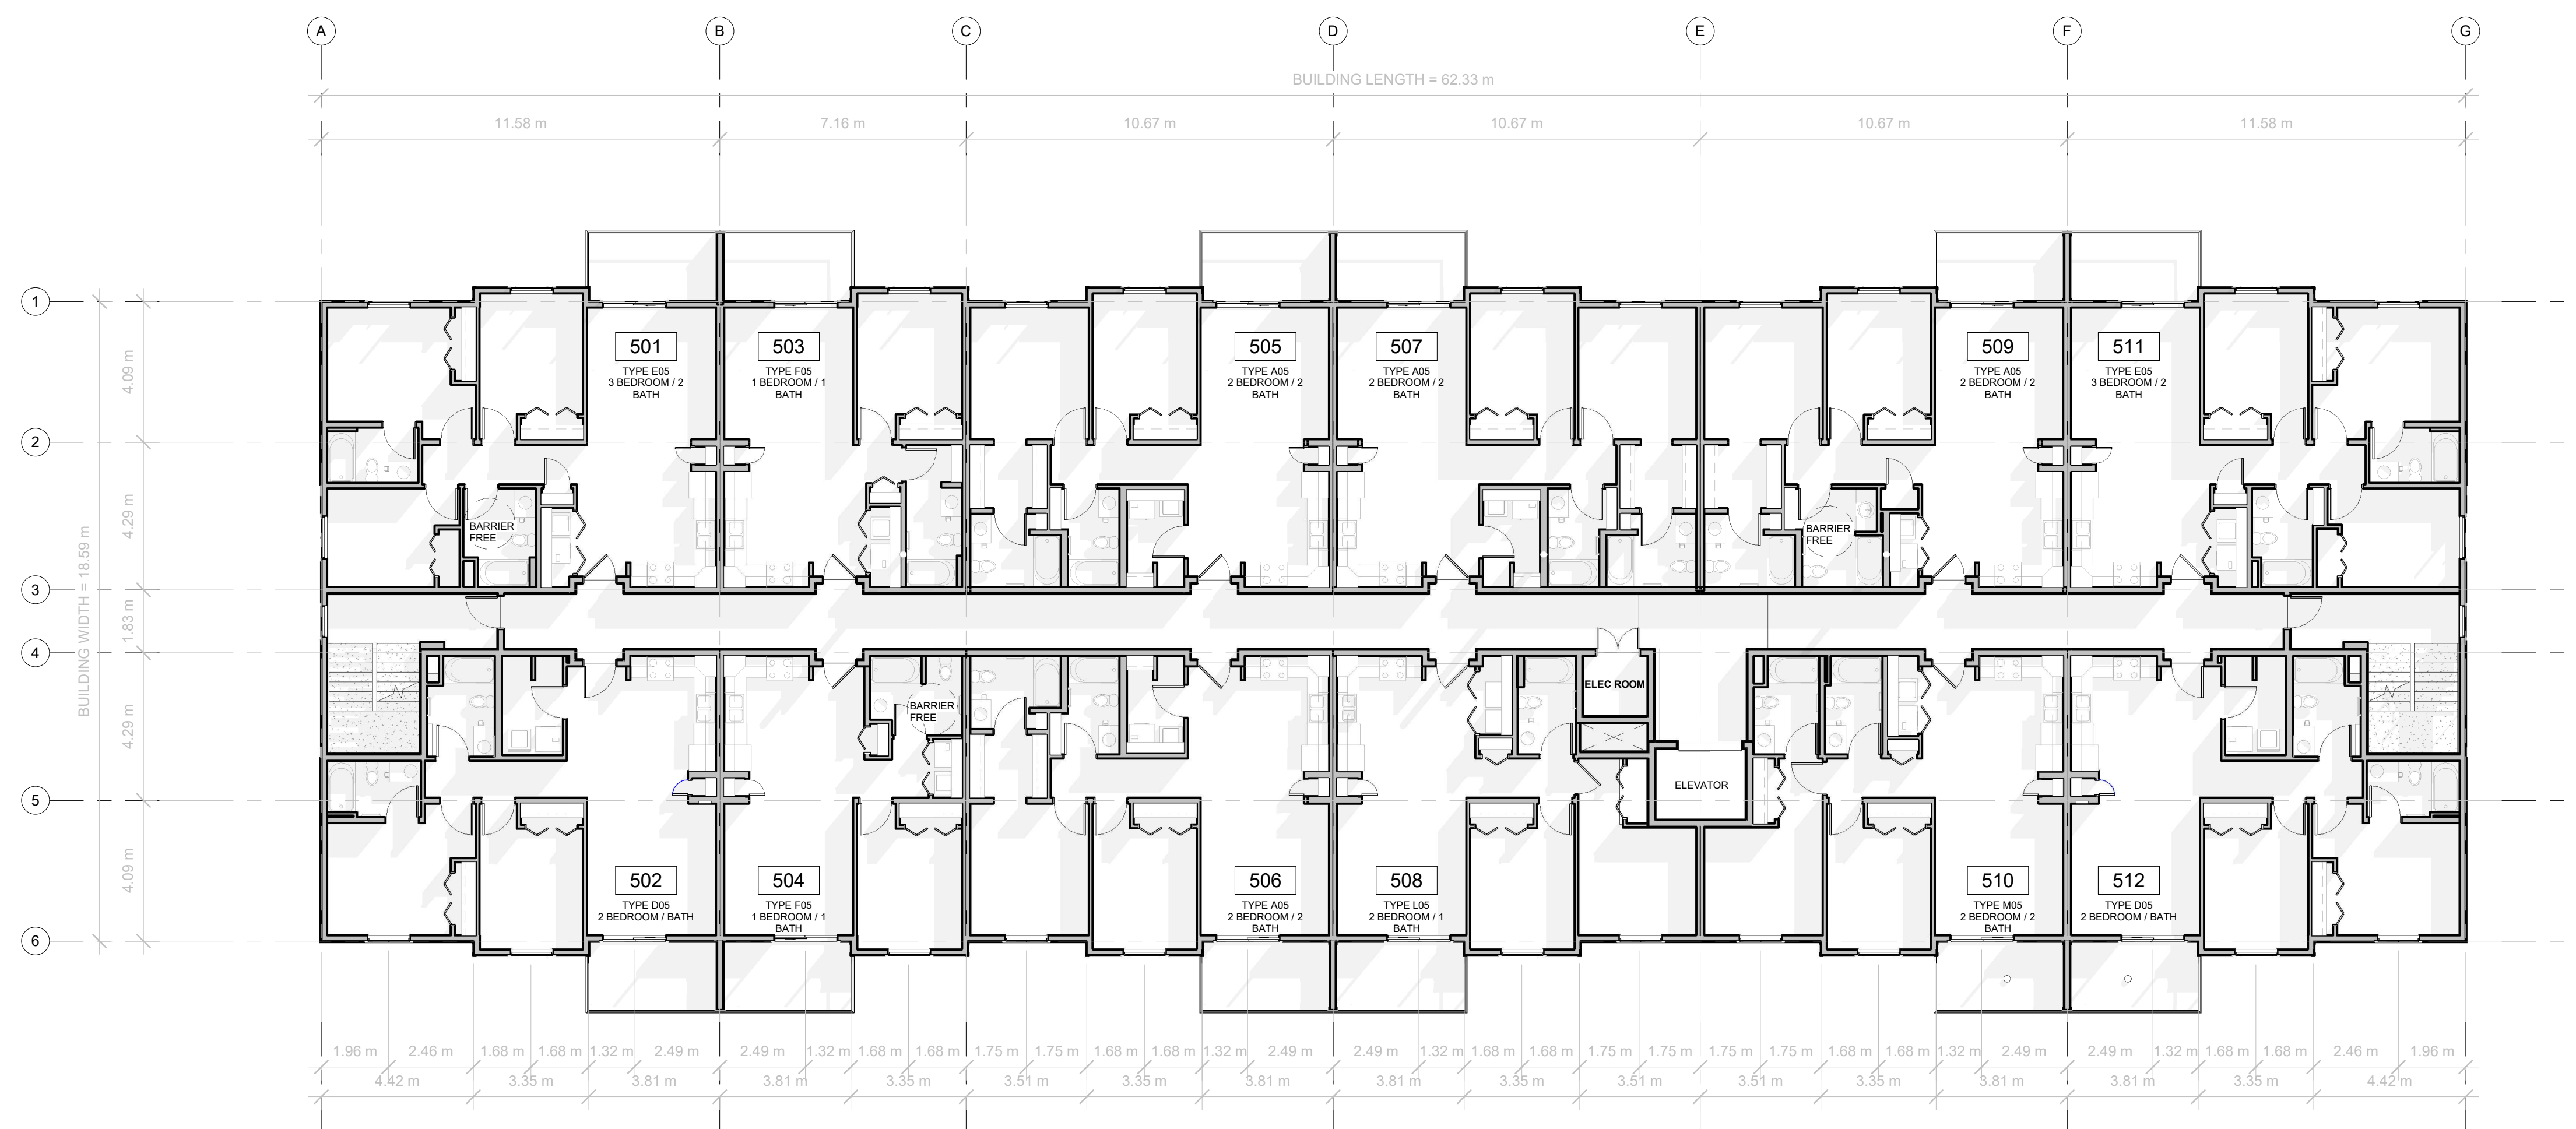 A B C D E F G
BUILDING LENGTH = 62.33 m
11.58 m 7.16 m 10.67 m 10.67 m 10.67 m 11.58 m
1
2
3
4
5
6
BUILDING WIDTH = 18.59 m
4.09 m
4.29 m
1.83 m
4.29 m
4.09 m
501
TYPE E05
3 BEDROOM / 2
BATH
503
TYPE F05
1 BEDROOM / 1
BATH
505
TYPE A05
2 BEDROOM / 2
BATH
507
TYPE A05
2 BEDROOM / 2
BATH
509
TYPE A05
2 BEDROOM / 2
BATH
511
TYPE E05
3 BEDROOM / 2
BATH
BARRIER
FREE
BARRIER
FREE
BARRIER
FREE
ELEC ROOM
ELEVATOR
502
TYPE D05
2 BEDROOM / BATH
504
TYPE F05
1 BEDROOM / 1
BATH
506
TYPE A05
2 BEDROOM / 2
BATH
508
TYPE L05
2 BEDROOM / 1
BATH
510
TYPE M05
2 BEDROOM / 2
BATH
512
TYPE D05
2 BEDROOM / BATH
1.96 m 2.46 m 1.68 m 1.68 m 1.32 m 2.49 m 2.49 m 1.32 m 1.68 m 1.68 m 1.75 m 1.75 m 1.68 m 1.68 m 1.32 m 2.49 m 2.49 m 1.32 m 1.68 m 1.68 m 1.75 m 1.75 m 1.75 m 1.75 m 1.68 m 1.68 m 1.32 m 2.49 m 2.49 m 1.32 m 1.68 m 1.68 m 2.46 m 1.96 m
4.42 m 3.35 m 3.81 m 3.81 m 3.35 m 3.51 m 3.35 m 3.81 m 3.81 m 3.35 m 3.51 m 3.51 m 3.35 m 3.81 m 3.81 m 3.35 m 4.42 m